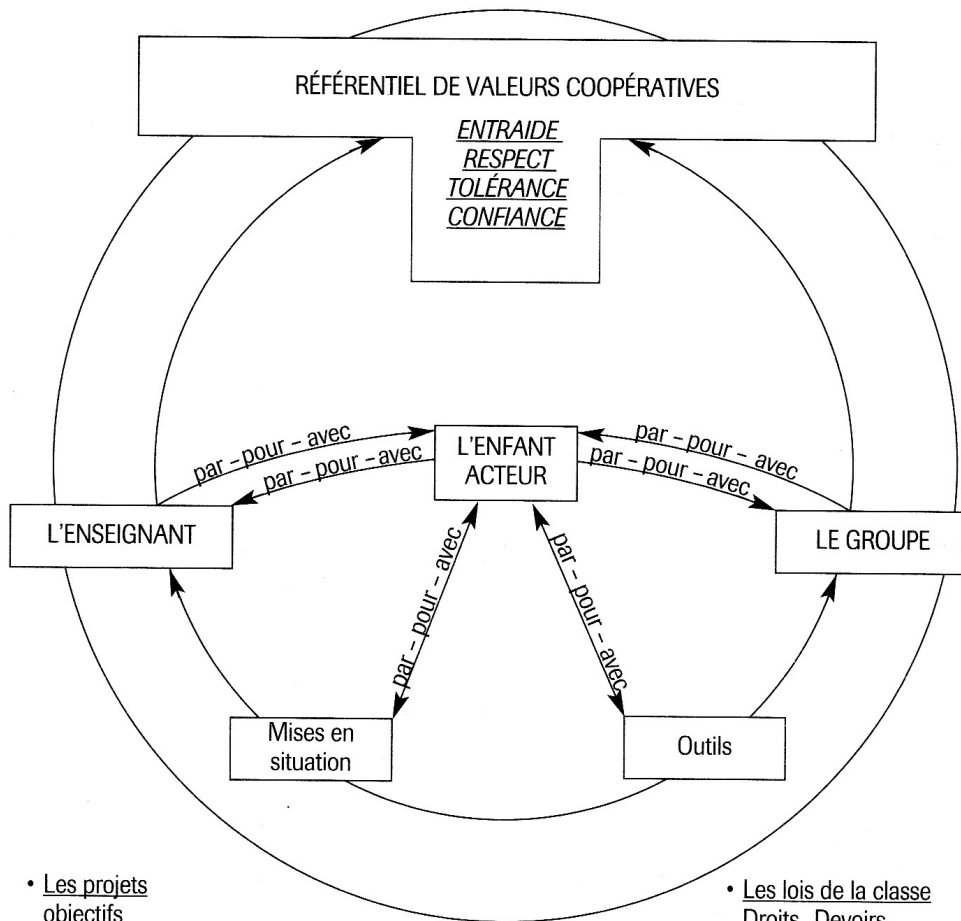 RÉFÉRENTIEL DE VALEURS COOPÉRATIVES
ENTRAIDE
RESPECT
TOLÉRANCE
CONFIANCE
par – pour – avec
par – pour – avec
L'ENFANT
ACTEUR
par – pour – avec
par – pour – avec
L'ENSEIGNANT
LE GROUPE
par – pour – avec
par – pour – avec
Mises en
situation
Outils
• Les projets
objectifs
• Les lois de la classe
Droits Devoirs